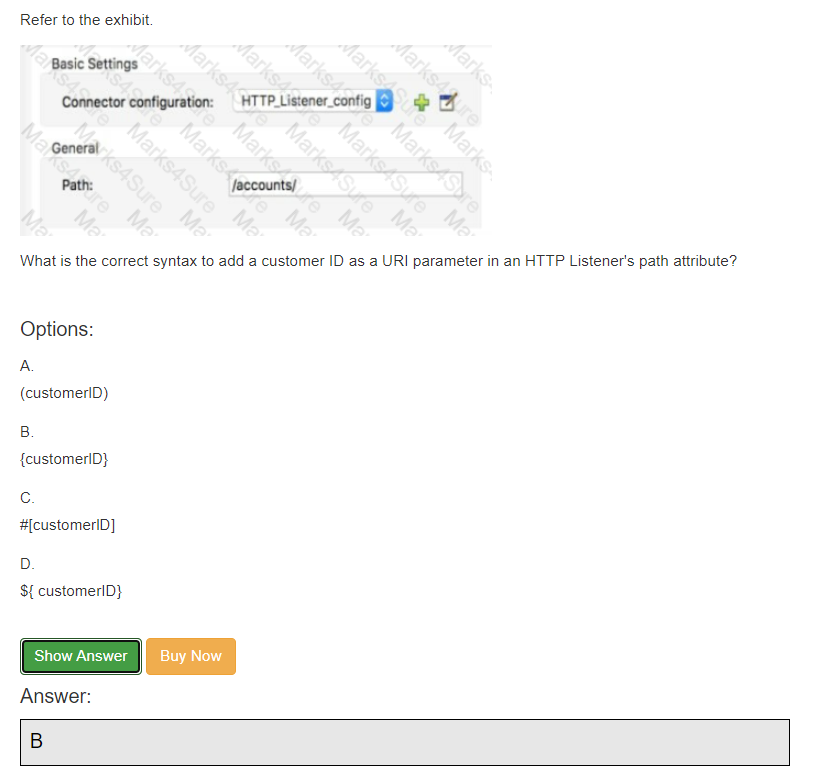 Refer to the exhibit.
Basic Settings
Connector configuration: HTTP_Listener_config
General
Path: /accounts/
What is the correct syntax to add a customer ID as a URI parameter in an HTTP Listener's path attribute?
Options:
A.
(customerID)
B.
{customerID}
C.
#[customerID]
D.
${ customerID}
Show Answer Buy Now
Answer:
B